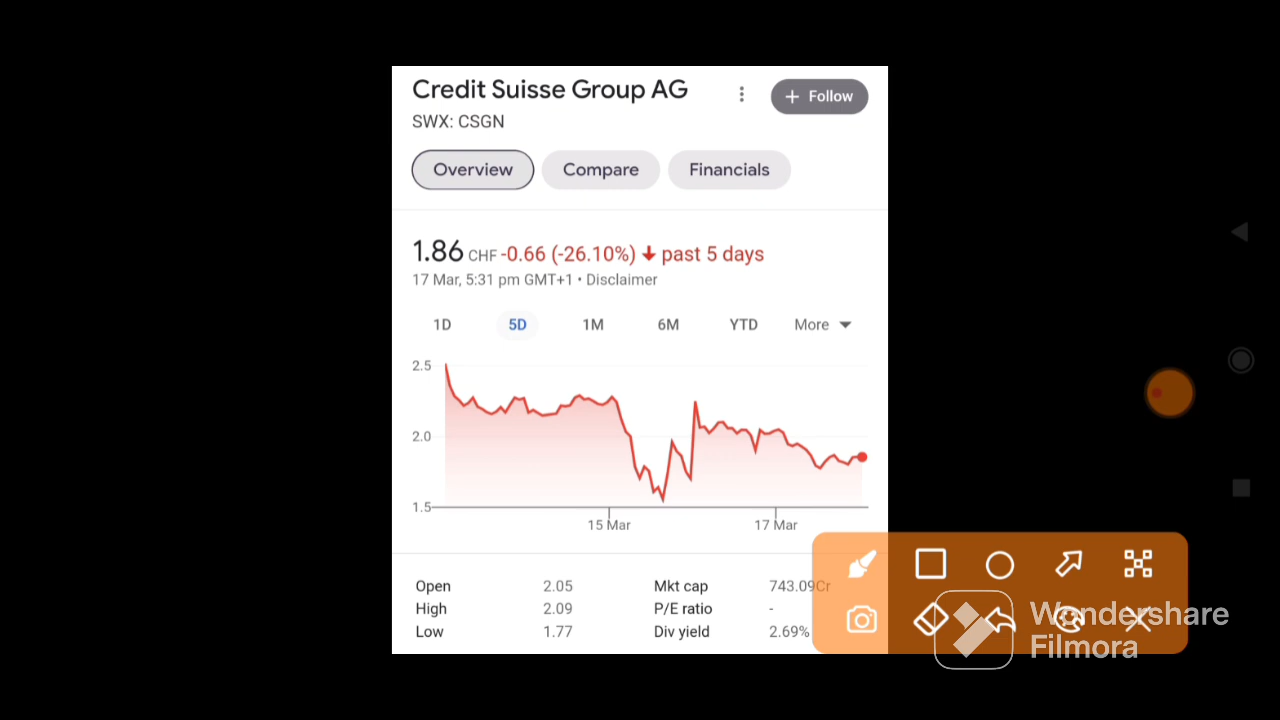 Credit Suisse Group AG
+ Follow
SWX: CSGN
Overview Compare Financials
1.86 CHF -0.66 (-26.10%) ↓ past 5 days
17 Mar, 5:31 pm GMT+1 • Disclaimer
1D 5D 1M 6M YTD More
2.5
2.0
1.5
15 Mar 17 Mar
Open 2.05 Mkt cap 743.09Cr
High 2.09 P/E ratio -
Low 1.77 Div yield 2.69%
Wondershare
Filmora